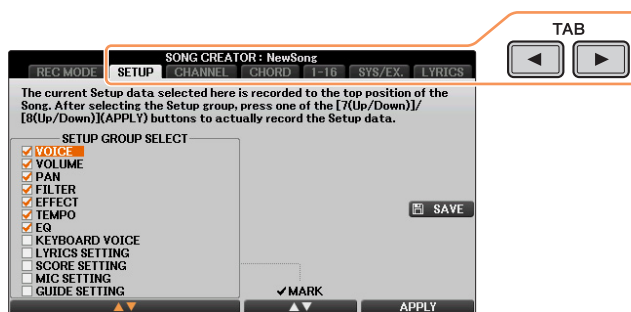 TAB
SONG CREATOR : NewSong
REC MODE SETUP CHANNEL CHORD 1-16 SYS/EX. LYRICS
The current Setup data selected here is recorded to the top position of the
Song. After selecting the Setup group, press one of the [7(Up/Down)]/
[8(Up/Down)](APPLY) buttons to actually record the Setup data.
SETUP GROUP SELECT
VOICE
VOLUME
PAN
FILTER
EFFECT
TEMPO
EQ
KEYBOARD VOICE
LYRICS SETTING
SCORE SETTING
MIC SETTING
GUIDE SETTING
SAVE
MARK
APPLY